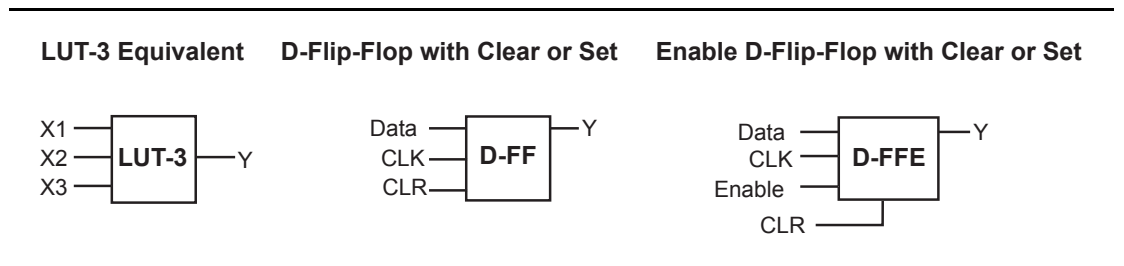 LUT-3 Equivalent
D-Flip-Flop with Clear or Set
Enable D-Flip-Flop with Clear or Set
X1
X2
X3
LUT-3
Y
Data
CLK
CLR
D-FF
Y
Data
CLK
Enable
CLR
D-FFE
Y